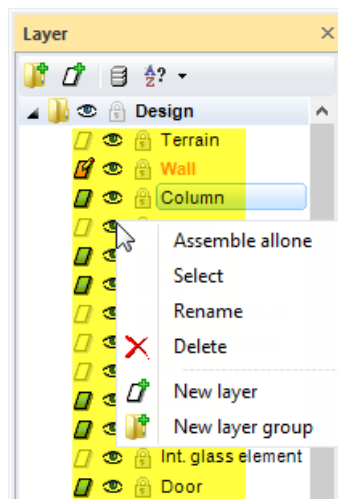 Layer
A
Z ?
Design
Terrain
Wall
Column
Assemble allone
Select
Rename
Delete
New layer
New layer group
Int. glass element
Door